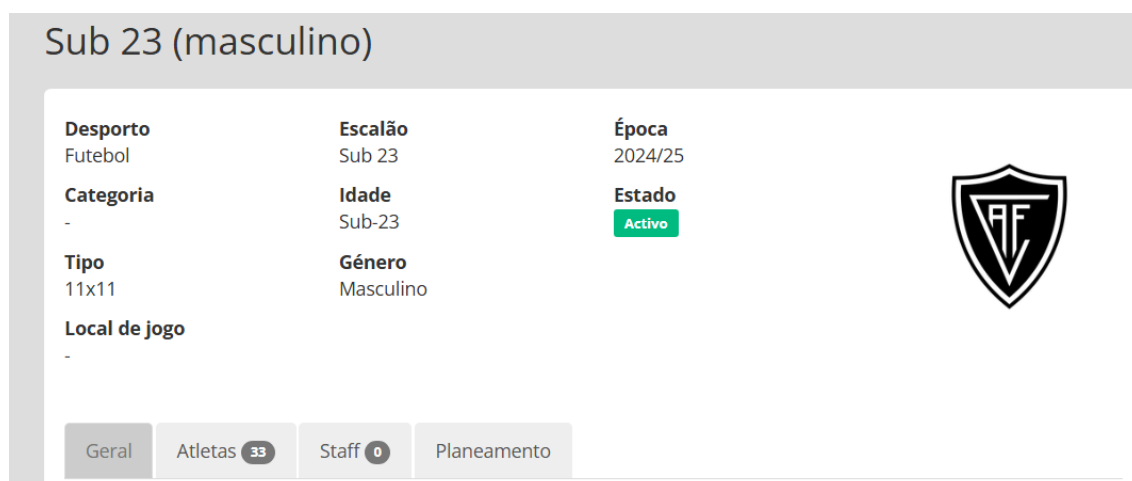 Sub 23 (masculino)
Desporto
Futebol
Escalão
Sub 23
Época
2024/25
Categoria
-
Idade
Sub-23
Estado
Activo
Tipo
11x11
Género
Masculino
Local de jogo
-
AFCV
Geral Atletas 33 Staff 0 Planeamento